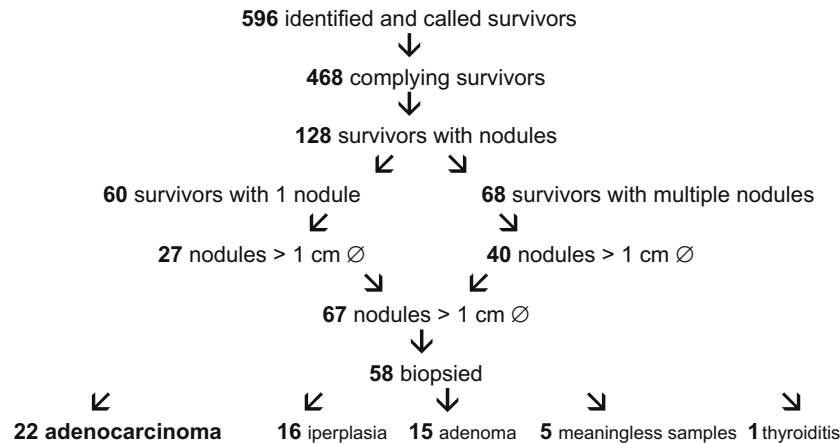 596 identified and called survivors
468 complying survivors
128 survivors with nodules
60 survivors with 1 nodule 68 survivors with multiple nodules
27 nodules > 1 cm ∅ 40 nodules > 1 cm ∅
67 nodules > 1 cm ∅
58 biopsied
22 adenocarcinoma 16 iperplasia 15 adenoma 5 meaningless samples 1 thyroiditis